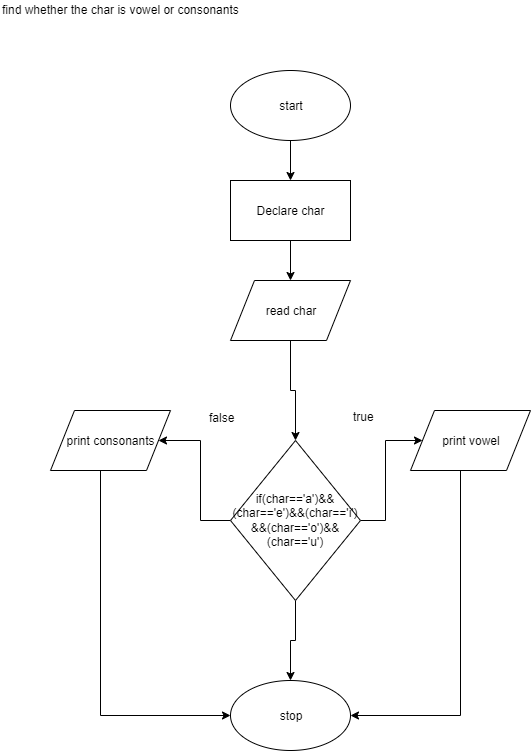 find whether the char is vowel or consonants
start
Declare char
read char
false
true
print consonants
print vowel
if(char=='a')&&
(char=='e')&&(char=='i')
&&(char=='o')&&
(char=='u')
stop